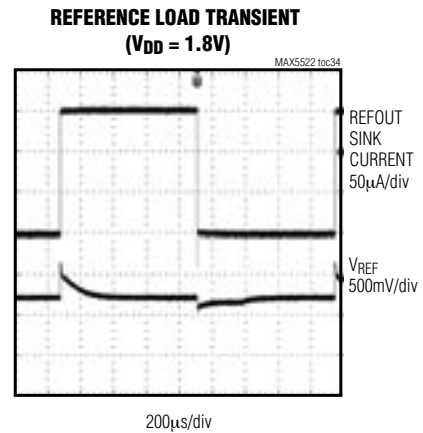 REFERENCE LOAD TRANSIENT
(VDD = 1.8V)
MAX5522 toc34
REFOUT
SINK
CURRENT
50μA/div
VREF
500mV/div
200μs/div